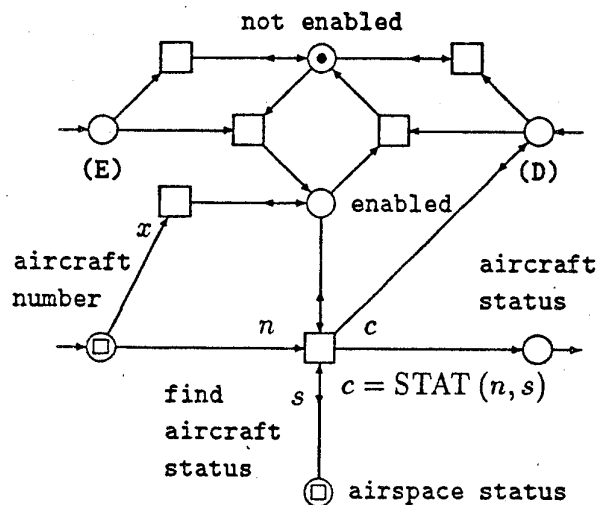 not enabled
(E)
(D)
enabled
x
aircraft
number
aircraft
status
n
c
c = STAT (n, s)
s
find
aircraft
status
airspace status